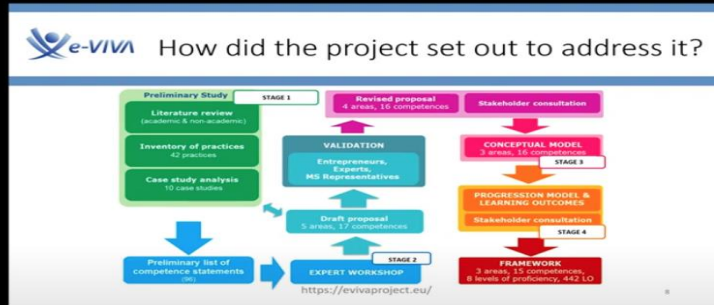 e-VIVA
How did the project set out to address it?
Preliminary Study
STAGE 1
Literature review
(academic & non-academic)
Inventory of practices
42 practices
Case study analysis
10 case studies
Preliminary list of
competence statements
(96)
STAGE 2
EXPERT WORKSHOP
Draft proposal
5 areas, 17 competences
VALIDATION
Entrepreneurs,
Experts,
MS Representatives
Revised proposal
4 areas, 16 competences
Stakeholder consultation
CONCEPTUAL MODEL
3 areas, 16 competences
STAGE 3
PROGRESSION MODEL &
LEARNING OUTCOMES
Stakeholder consultation
STAGE 4
FRAMEWORK
3 areas, 15 competences,
8 levels of proficiency, 442 LO
https://evivaproject.eu/